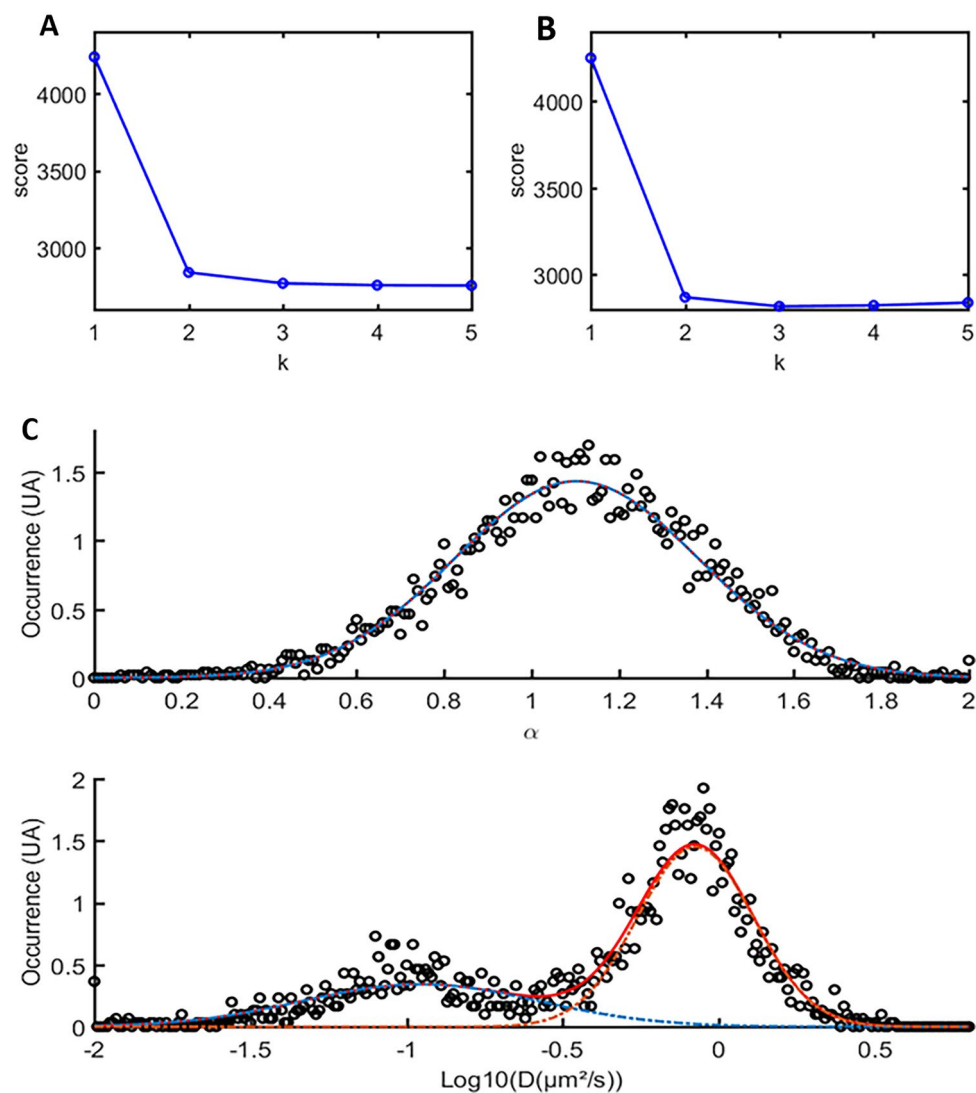 A
B
4000
3500
3000
score
1 2 3 4 5
k
4000
3500
3000
score
1 2 3 4 5
k
C
1.5
1
0.5
0
Occurrence (UA)
0 0.2 0.4 0.6 0.8 1 1.2 1.4 1.6 1.8 2
α
2
1.5
1
0.5
0
Occurrence (UA)
-2 -1.5 -1 -0.5 0 0.5
Log10(D(μm²/s))